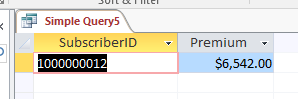 Sort & Filter
Simple Query5
SubscriberID Premium
1000000012 $6,542.00